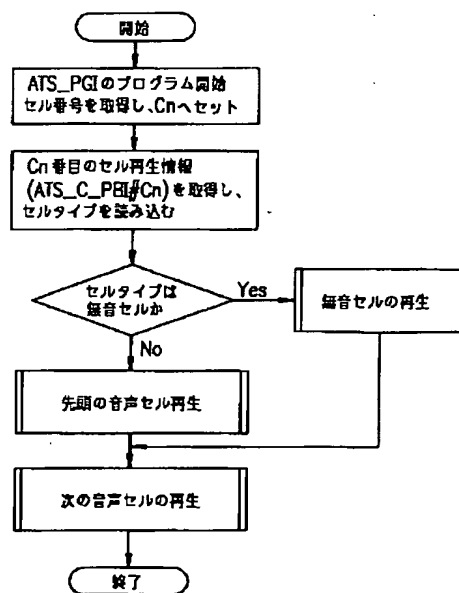 開始
ATS_PGIのプログラム開始
セル番号を取得し、Cnへセット
Cn番目のセル再生情報
(ATS_C_PBI#Cn)を取得し、
セルタイプを読み込む
セルタイプは
無音セルか
Yes
無音セルの再生
No
先頭の音声セル再生
次の音声セルの再生
終了